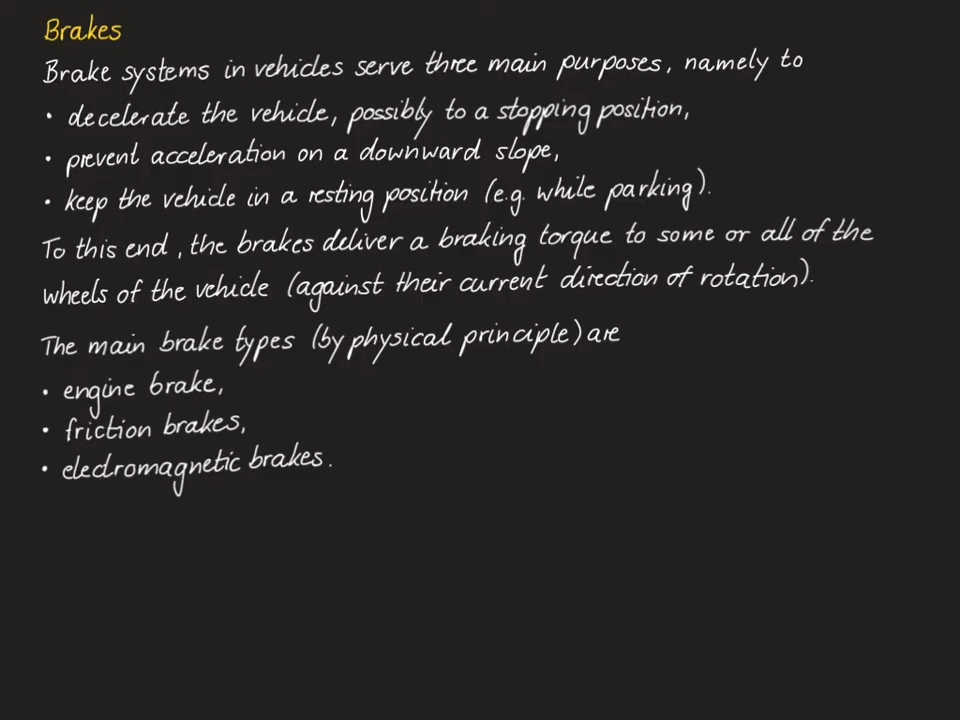 Brakes
Brake systems in vehicles serve three main purposes, namely to
• decelerate the vehicle, possibly to a stopping position,
• prevent acceleration on a downward slope,
• keep the vehicle in a resting position (e.g. while parking).
To this end, the brakes deliver a braking torque to some or all of the
wheels of the vehicle (against their current direction of rotation).
The main brake types (by physical principle) are
• engine brake,
• friction brakes,
• electromagnetic brakes.